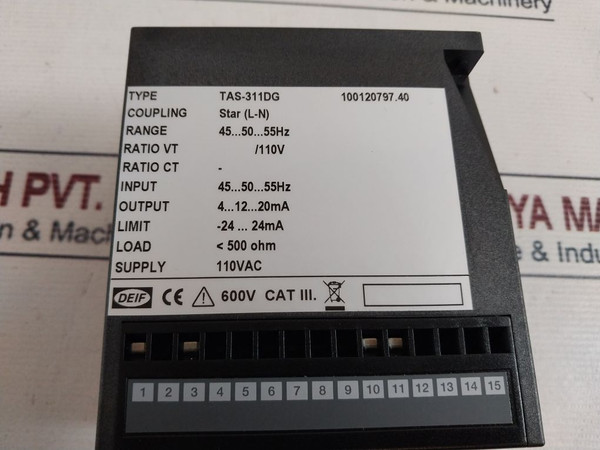 & Machinery
TYPE TAS-311DG 100120797.40
COUPLING Star (L-N)
RANGE 45...50...55Hz
RATIO VT /110V
RATIO CT -
INPUT 45...50...55Hz
OUTPUT 4...12...20mA
LIMIT -24 ... 24mA
LOAD < 500 ohm
SUPPLY 110VAC
DEIF CE 600V CAT III.
1 2 3 4 5 6 7 8 9 10 11 12 13 14 15
PVT.
& Mach
YA MA
& Indu